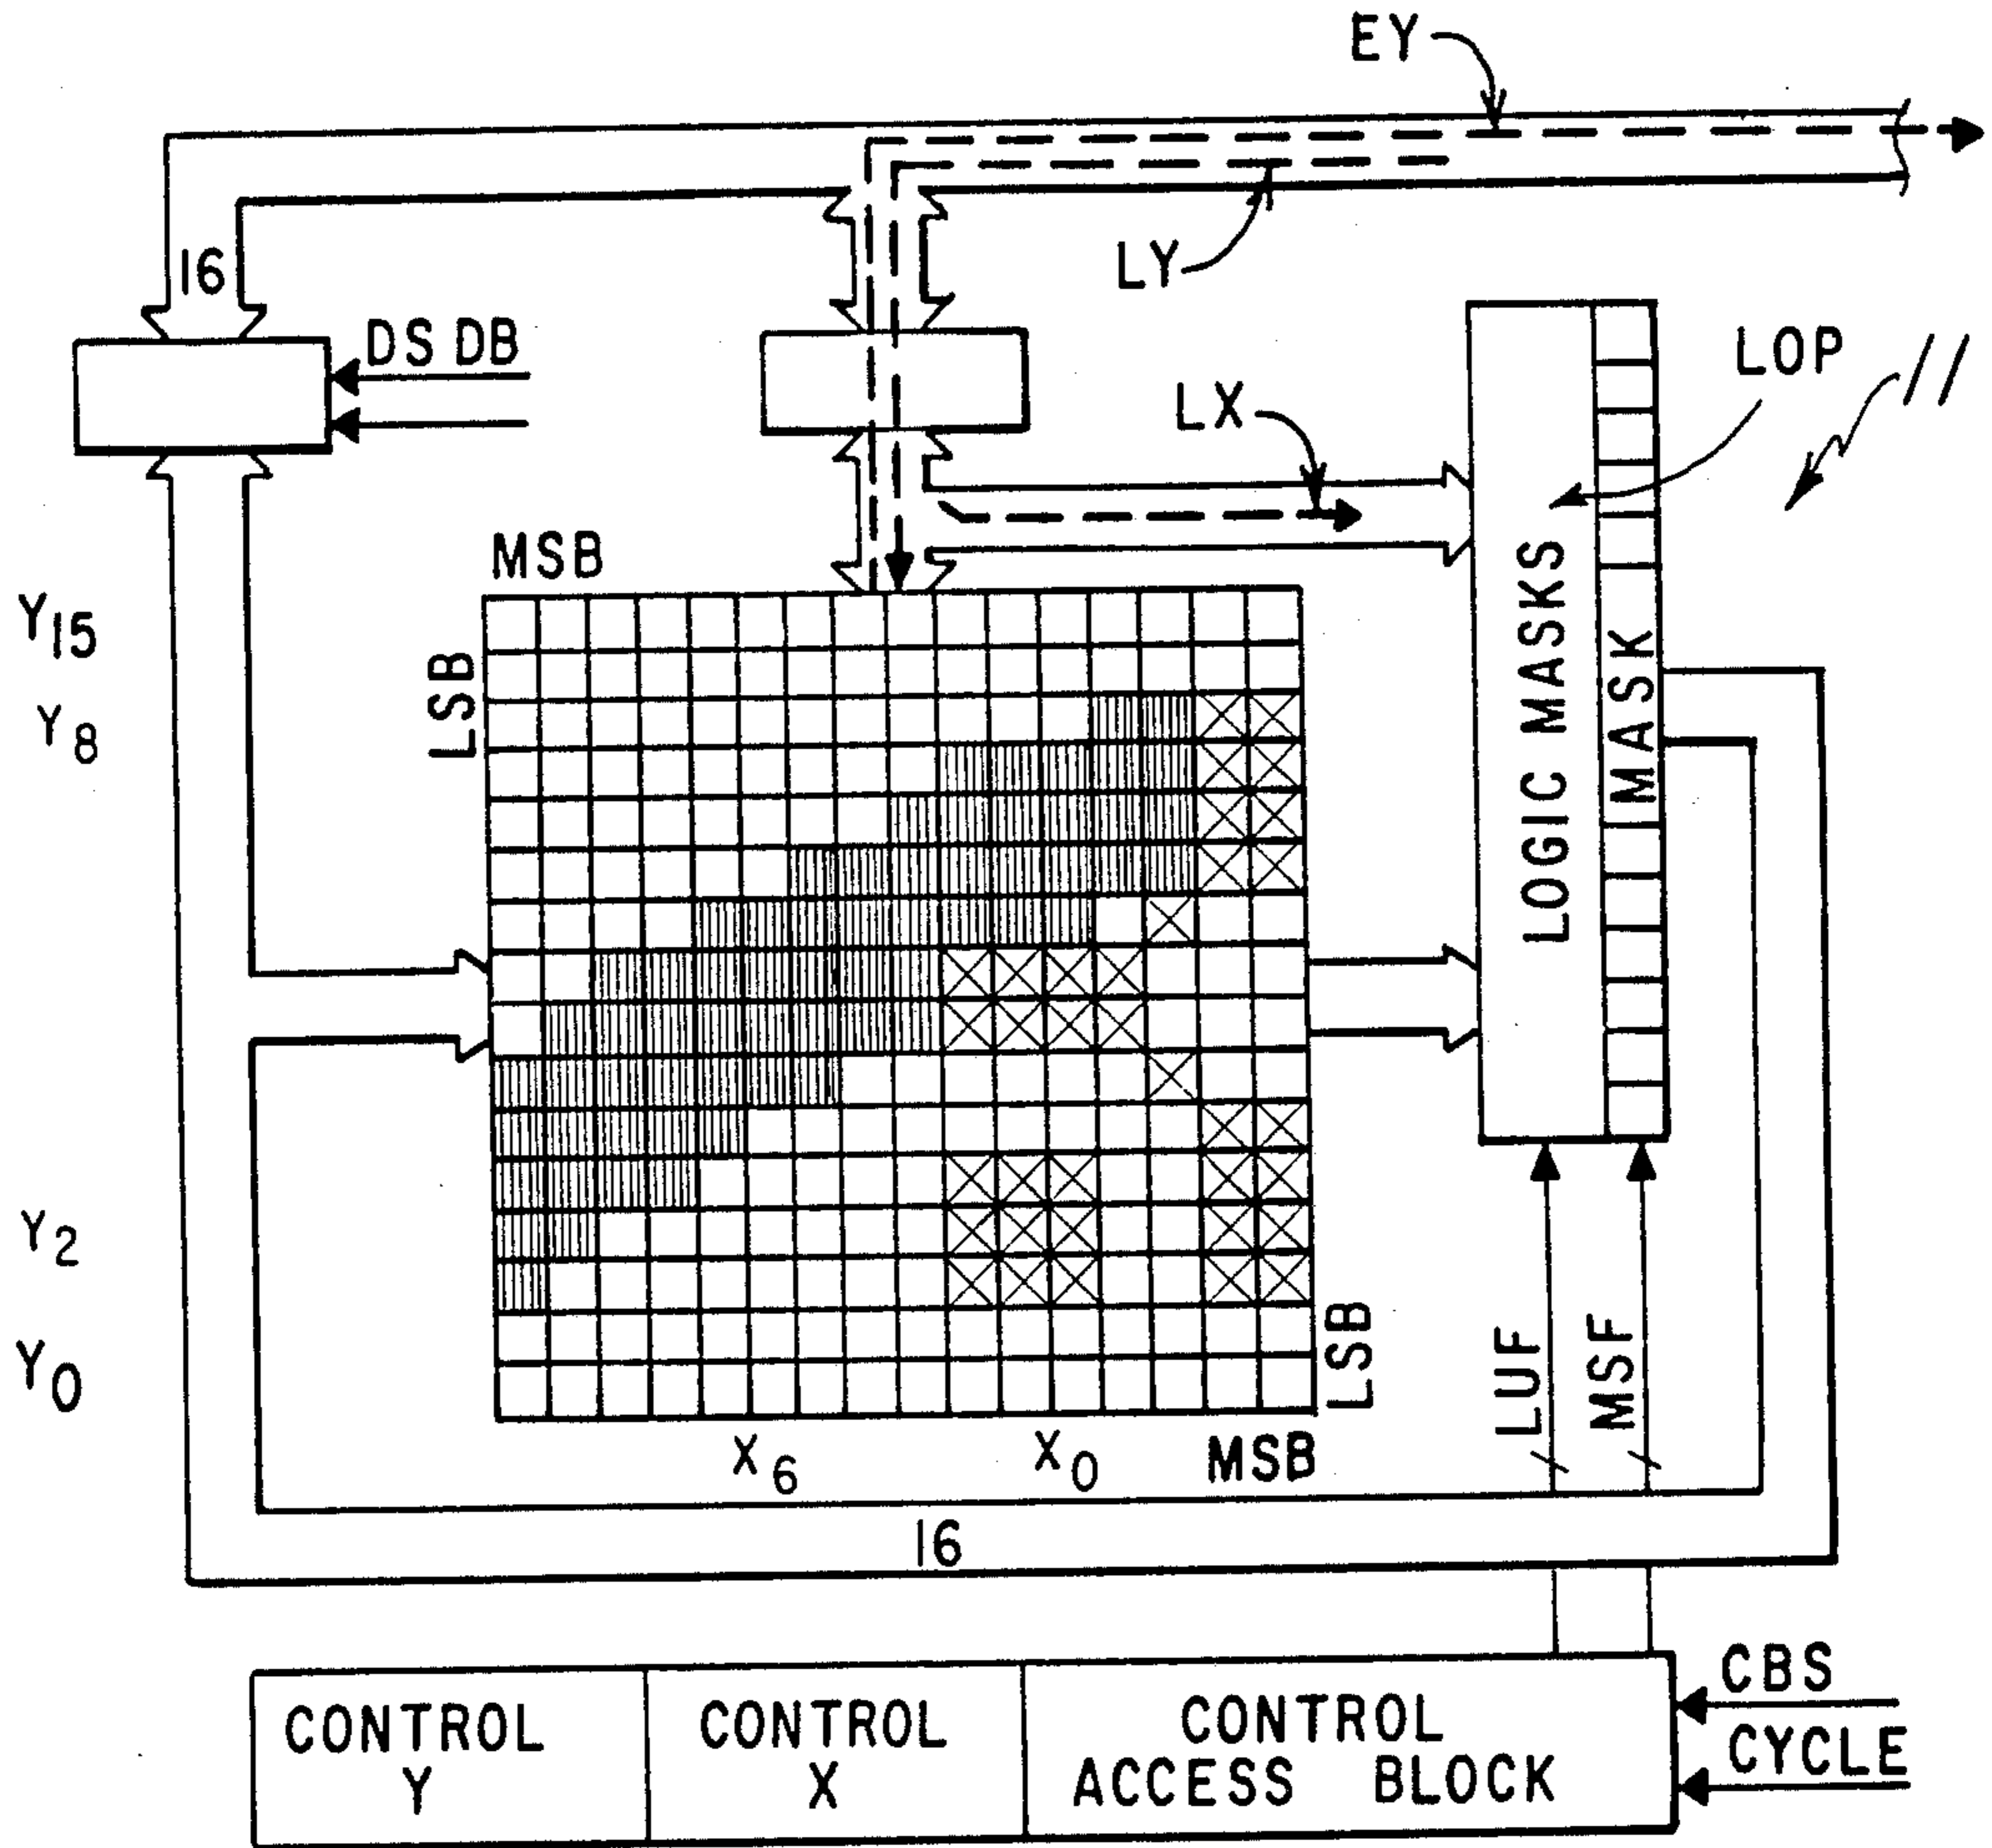 EY
16
LY
DS DB
LOP
11
LX
MSB
Y15
LSB
Y8
LOGIC MASKS
MASK
Y2
Y0
LSB
LUF
MSF
X6
X0
MSB
16
CBS
CONTROL Y
CONTROL X
CONTROL
ACCESS BLOCK
CYCLE